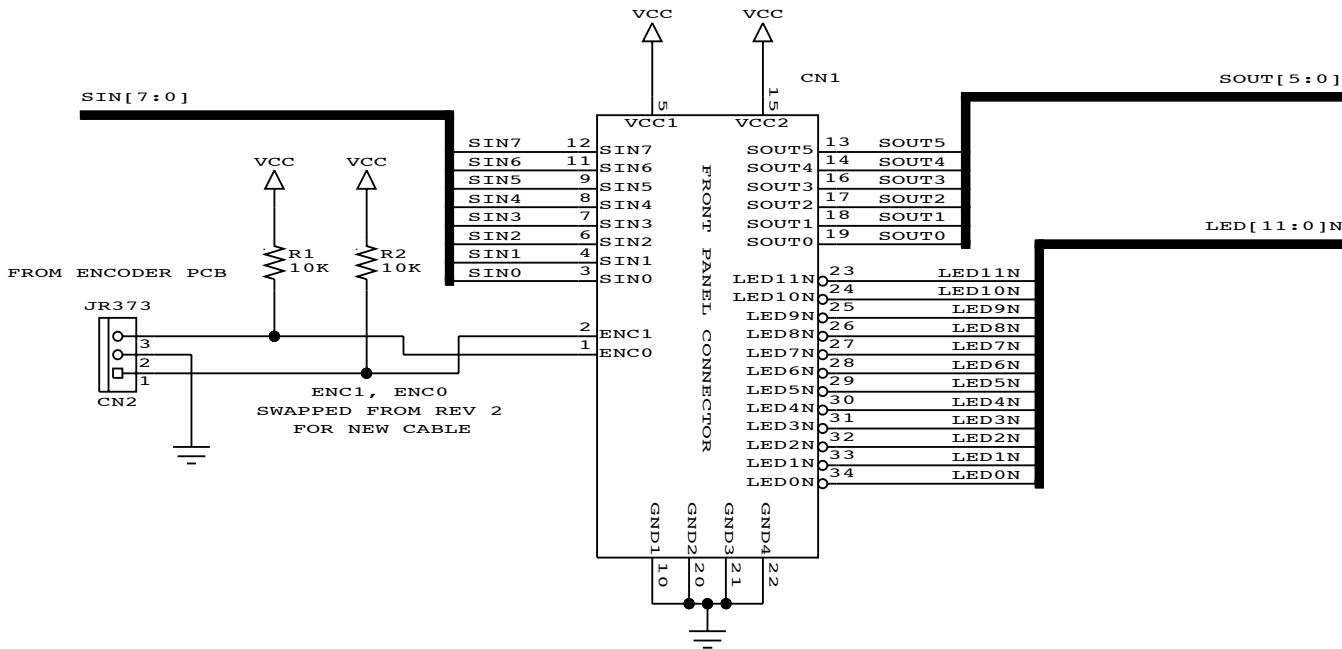 VCC VCC
CN1
SOUT[5:0]
SIN[7:0]
5 15
VCC1 VCC2
SIN7 12 SIN7 SOUT5 13 SOUT5
SIN6 11 SIN6 SOUT4 14 SOUT4
SIN5 9 SIN5 SOUT3 16 SOUT3
SIN4 8 SIN4 SOUT2 17 SOUT2
SIN3 7 SIN3 SOUT1 18 SOUT1
SIN2 6 SIN2 SOUT0 19 SOUT0
SIN1 4 SIN1
SIN0 3 SIN0
VCC VCC
R1 R2
10K 10K
LED[11:0]N
FROM ENCODER PCB
JR373
3
2
1
CN2
2 ENC1
1 ENC0
ENC1, ENC0
SWAPPED FROM REV 2
FOR NEW CABLE
FRONT PANEL CONNECTOR
LED11N 23 LED11N
LED10N 24 LED10N
LED9N 25 LED9N
LED8N 26 LED8N
LED7N 27 LED7N
LED6N 28 LED6N
LED5N 29 LED5N
LED4N 30 LED4N
LED3N 31 LED3N
LED2N 32 LED2N
LED1N 33 LED1N
LED0N 34 LED0N
GND1 GND2 GND3 GND4
10 20 21 22